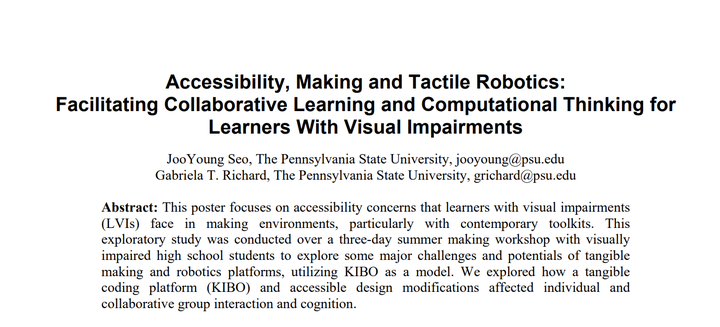 Accessibility, Making and Tactile Robotics:
Facilitating Collaborative Learning and Computational Thinking for
Learners With Visual Impairments
JooYoung Seo, The Pennsylvania State University, jooyoung@psu.edu
Gabriela T. Richard, The Pennsylvania State University, grichard@psu.edu
Abstract: This poster focuses on accessibility concerns that learners with visual impairments
(LVIs) face in making environments, particularly with contemporary toolkits. This
exploratory study was conducted over a three-day summer making workshop with visually
impaired high school students to explore some major challenges and potentials of tangible
making and robotics platforms, utilizing KIBO as a model. We explored how a tangible
coding platform (KIBO) and accessible design modifications affected individual and
collaborative group interaction and cognition.